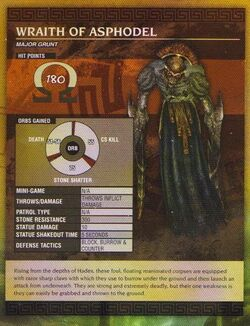 WRAITH OF ASPHODEL
MAJOR GRUNT
HIT POINTS
180
ORBS GAINED
DEATH
CS KILL
ORB
STONE SHATTER
MINI-GAME N/A
THROWS/DAMAGE THROWS INFLICT DAMAGE
PATROL TYPE N/A
STONE RESISTANCE 300
STATUE DAMAGE 10
STATUE SHAKEOUT TIME 5 SECONDS
DEFENSE TACTICS BLOCK, BURROW & COUNTER
Rising from the depths of Hades, these foul, floating reanimated corpses are equipped
with razor sharp claws with which they use to burrow under the ground and then launch an
attack from underneath. They are strong and extremely deadly, but their one weakness is
they can easily be grabbed and thrown to the ground.